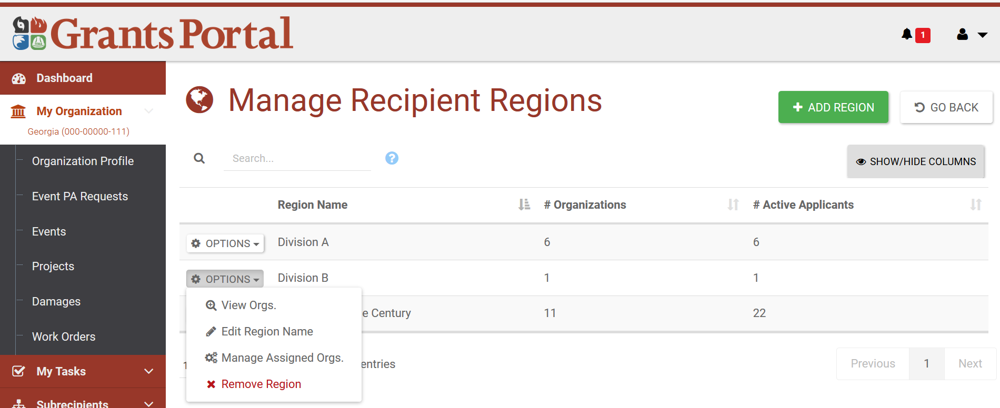 Grants Portal
1
Dashboard
My Organization
Georgia (000-00000-111)
Organization Profile
Event PA Requests
Events
Projects
Damages
Work Orders
My Tasks
Subrecipients
Manage Recipient Regions
ADD REGION
GO BACK
Search...
SHOW/HIDE COLUMNS
Region Name # Organizations # Active Applicants
OPTIONS Division A 6 6
OPTIONS Division B 1 1
View Orgs.
e Century 11 22
Edit Region Name
Manage Assigned Orgs.
1 entries
Remove Region
Previous 1 Next